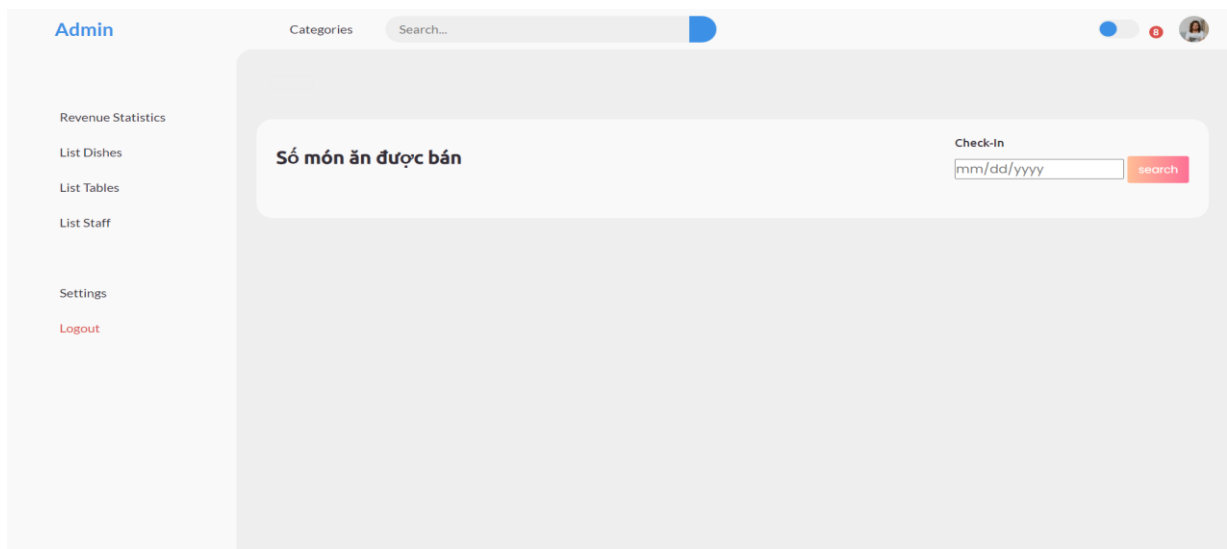 Admin
Categories
Search...
8
Revenue Statistics
List Dishes
List Tables
List Staff
Settings
Logout
Số món ăn được bán
Check-In
mm/dd/yyyy
search